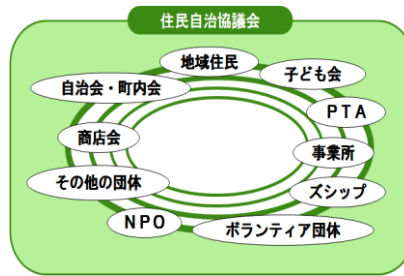 住民自治協議会
地域住民
子ども会
自治会・町内会
ＰＴＡ
商店会
事業所
その他の団体
ズシップ
ＮＰＯ
ボランティア団体